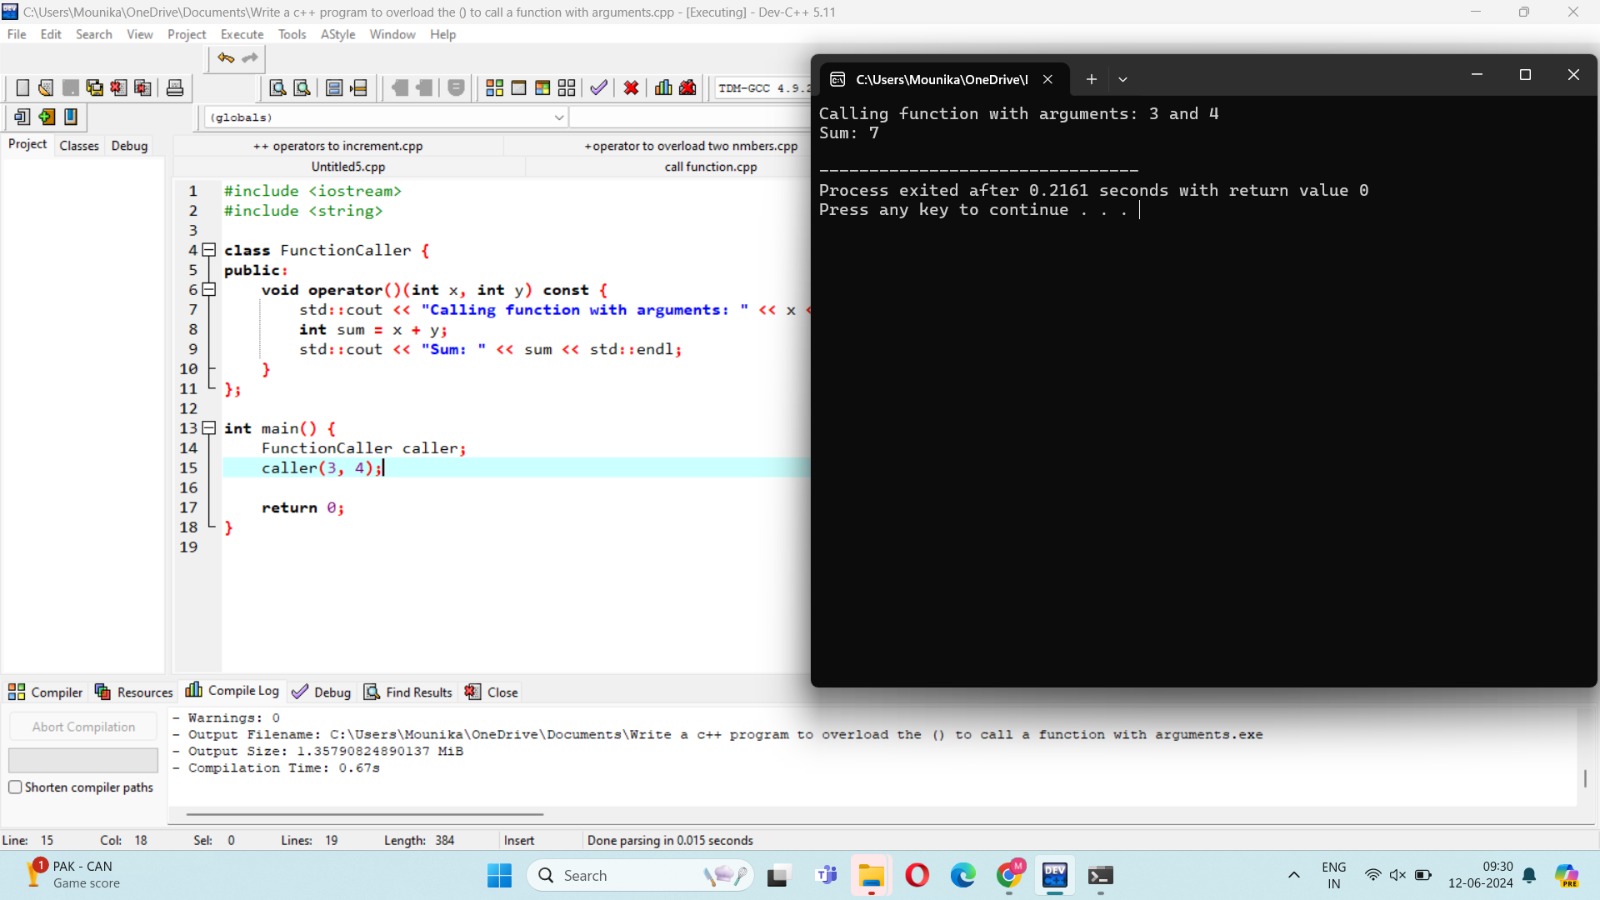 C:\Users\Mounika\OneDrive\Documents\Write a c++ program to overload the () to call a function with arguments.cpp - [Executing] - Dev-C++ 5.11
File Edit Search View Project Execute Tools AStyle Window Help
TDM-GCC 4.9.2
(globals)
Project Classes Debug
++ operators to increment.cpp
+operator to overload two nmbers.cpp
Untitled5.cpp
call function.cpp
1 #include <iostream>
2 #include <string>
3
4 class FunctionCaller {
5 public:
6 void operator()(int x, int y) const {
7 std::cout << "Calling function with arguments: " << x <
8 int sum = x + y;
9 std::cout << "Sum: " << sum << std::endl;
10 }
11 };
12
13 int main() {
14 FunctionCaller caller;
15 caller(3, 4);
16
17 return 0;
18 }
19
C:\Users\Mounika\OneDrive\I
Calling function with arguments: 3 and 4
Sum: 7
--------------------------------
Process exited after 0.2161 seconds with return value 0
Press any key to continue . . .
Compiler Resources Compile Log Debug Find Results Close
Abort Compilation
Shorten compiler paths
- Warnings: 0
- Output Filename: C:\Users\Mounika\OneDrive\Documents\Write a c++ program to overload the () to call a function with arguments.exe
- Output Size: 1.35790824890137 MiB
- Compilation Time: 0.67s
Line: 15 Col: 18 Sel: 0 Lines: 19 Length: 384 Insert Done parsing in 0.015 seconds
1
PAK - CAN
Game score
Search
M
DEV
ENG
IN
09:30
12-06-2024
PRE